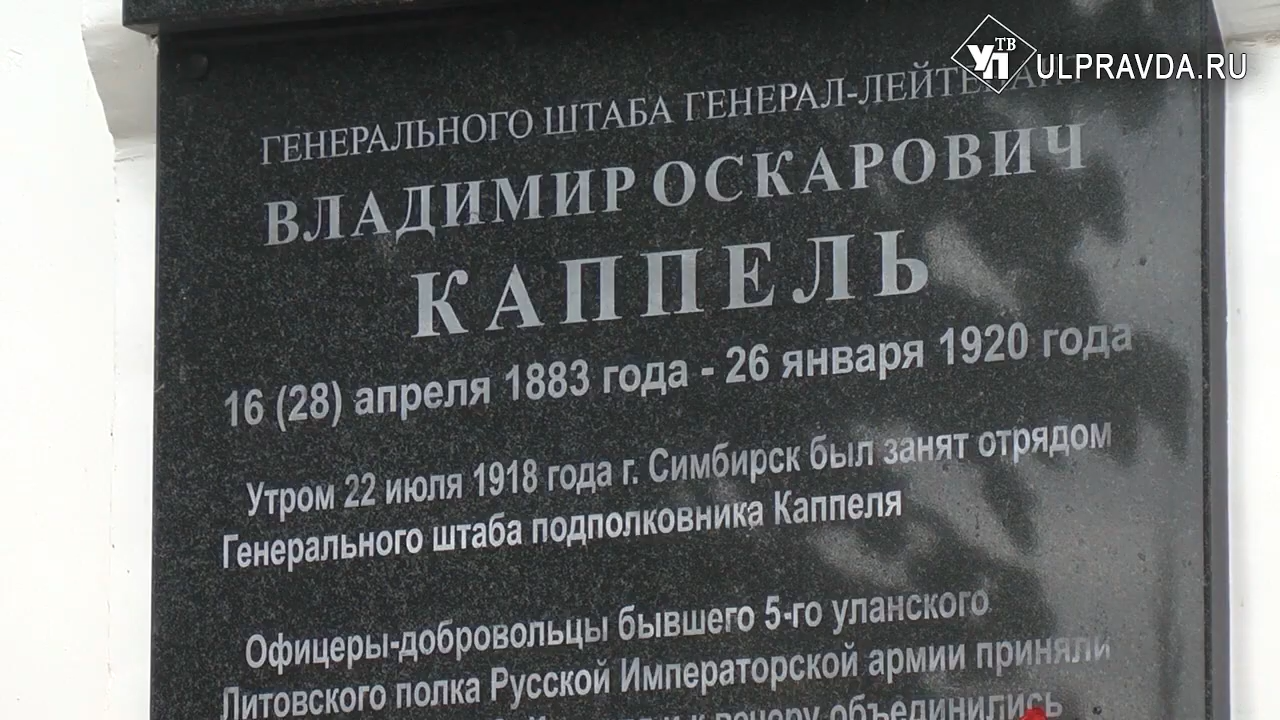 УП ТВ ULPRAVDA.RU
ГЕНЕРАЛЬНОГО ШТАБА ГЕНЕРАЛ-ЛЕЙТЕНАНТ
ВЛАДИМИР ОСКАРОВИЧ
КАППЕЛЬ
16 (28) апреля 1883 года - 26 января 1920 года
Утром 22 июля 1918 года г. Симбирск был занят отрядом
Генерального штаба подполковника Каппеля
Офицеры-добровольцы бывшего 5-го уланского
Литовского полка Русской Императорской армии приняли
и к вечеру объединились